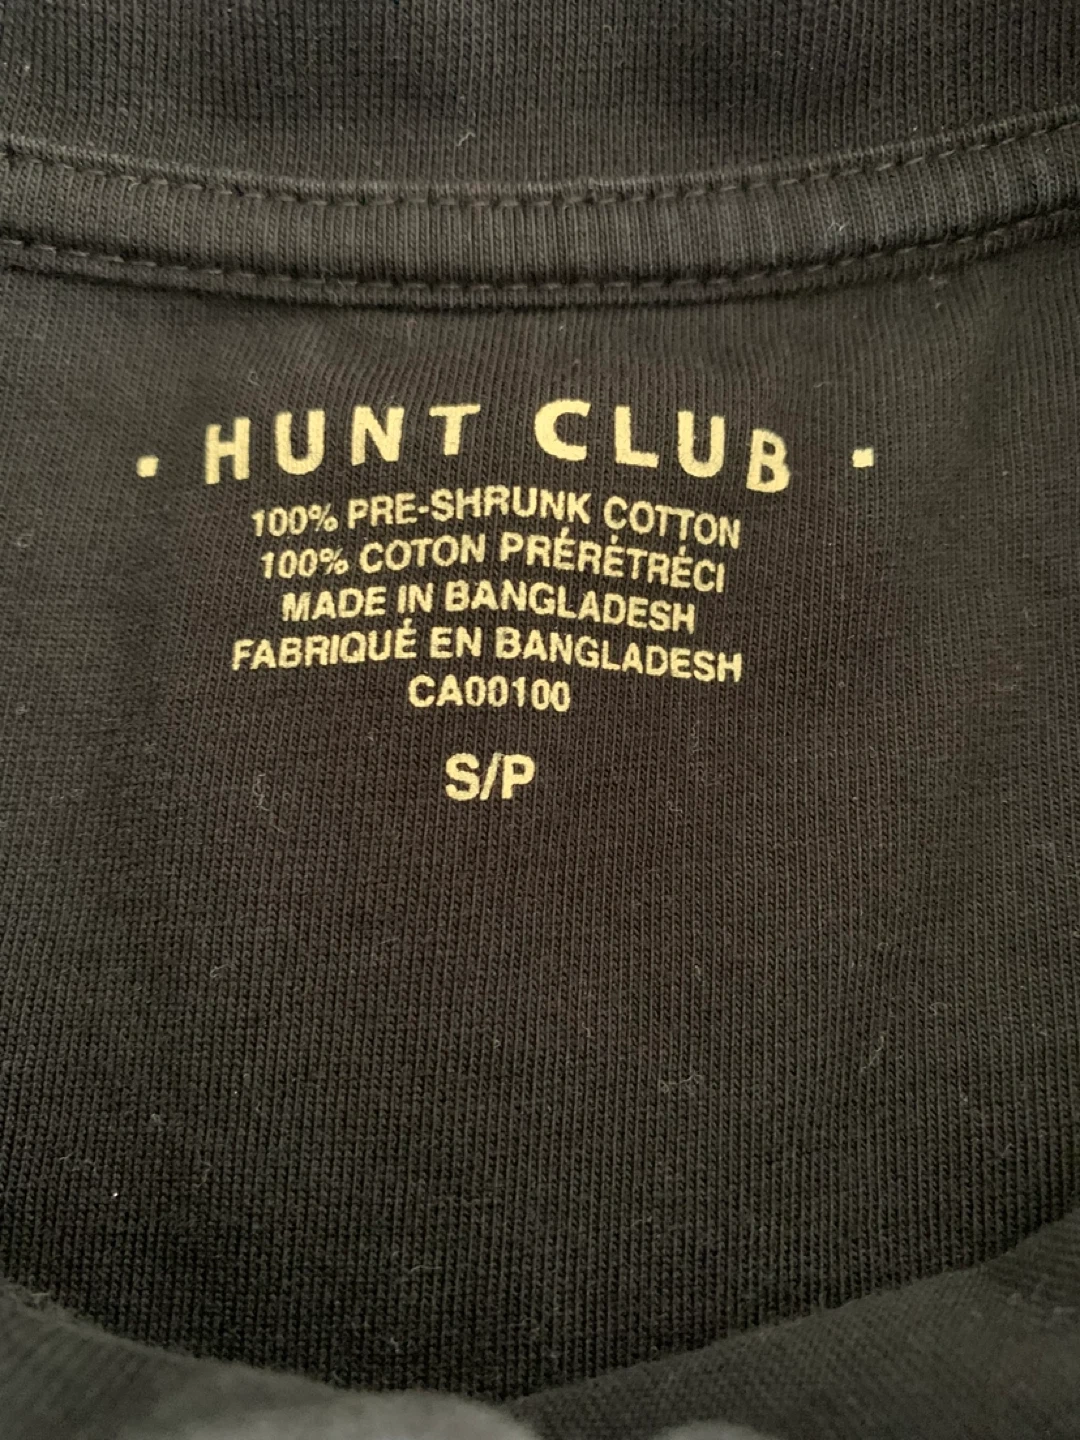 · HUNT CLUB ·
100% PRE-SHRUNK COTTON
100% COTON PRÉRÉTRÉCI
MADE IN BANGLADESH
FABRIQUÉ EN BANGLADESH
CA00100
S/P